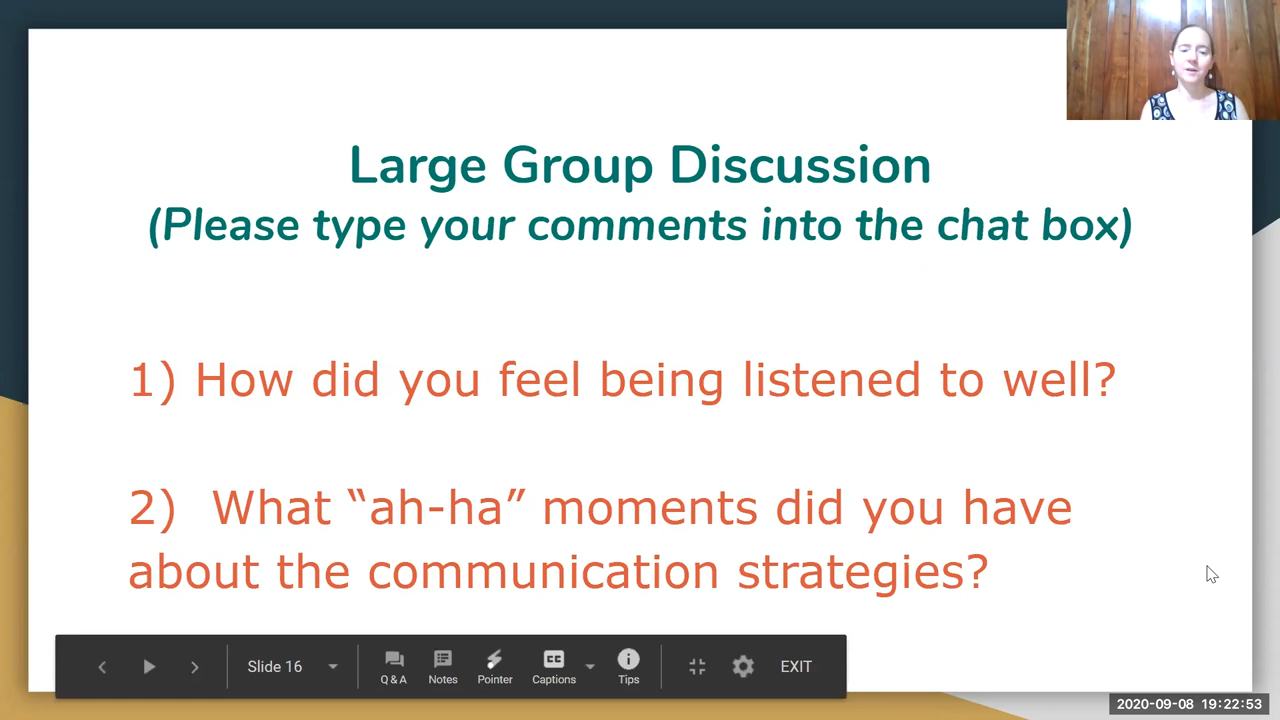 Large Group Discussion
(Please type your comments into the chat box)
1) How did you feel being listened to well?
2) What “ah-ha” moments did you have
about the communication strategies?
Slide 16
Q & A
Notes
Pointer
CC
Captions
Tips
EXIT
2020-09-08 19:22:53